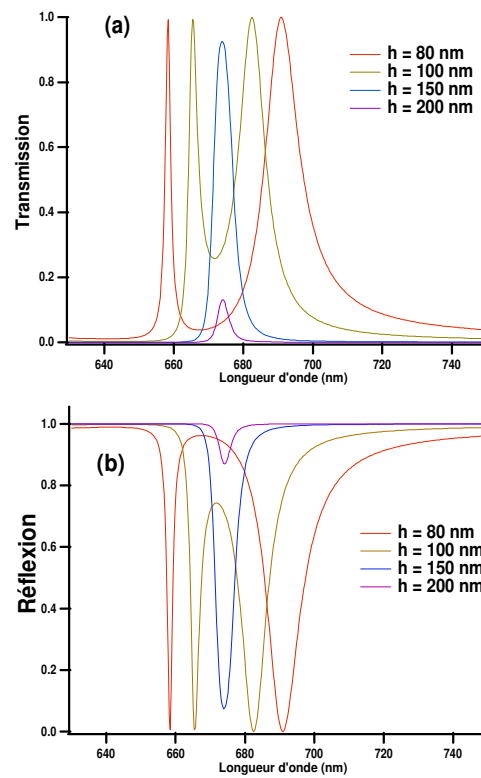 (a)
Transmission
1.0
0.8
0.6
0.4
0.2
0.0
h = 80 nm
h = 100 nm
h = 150 nm
h = 200 nm
640 660 680 700 720 740
Longueur d'onde (nm)
(b)
Réflexion
1.0
0.8
0.6
0.4
0.2
0.0
h = 80 nm
h = 100 nm
h = 150 nm
h = 200 nm
640 660 680 700 720 740
Longueur d'onde (nm)